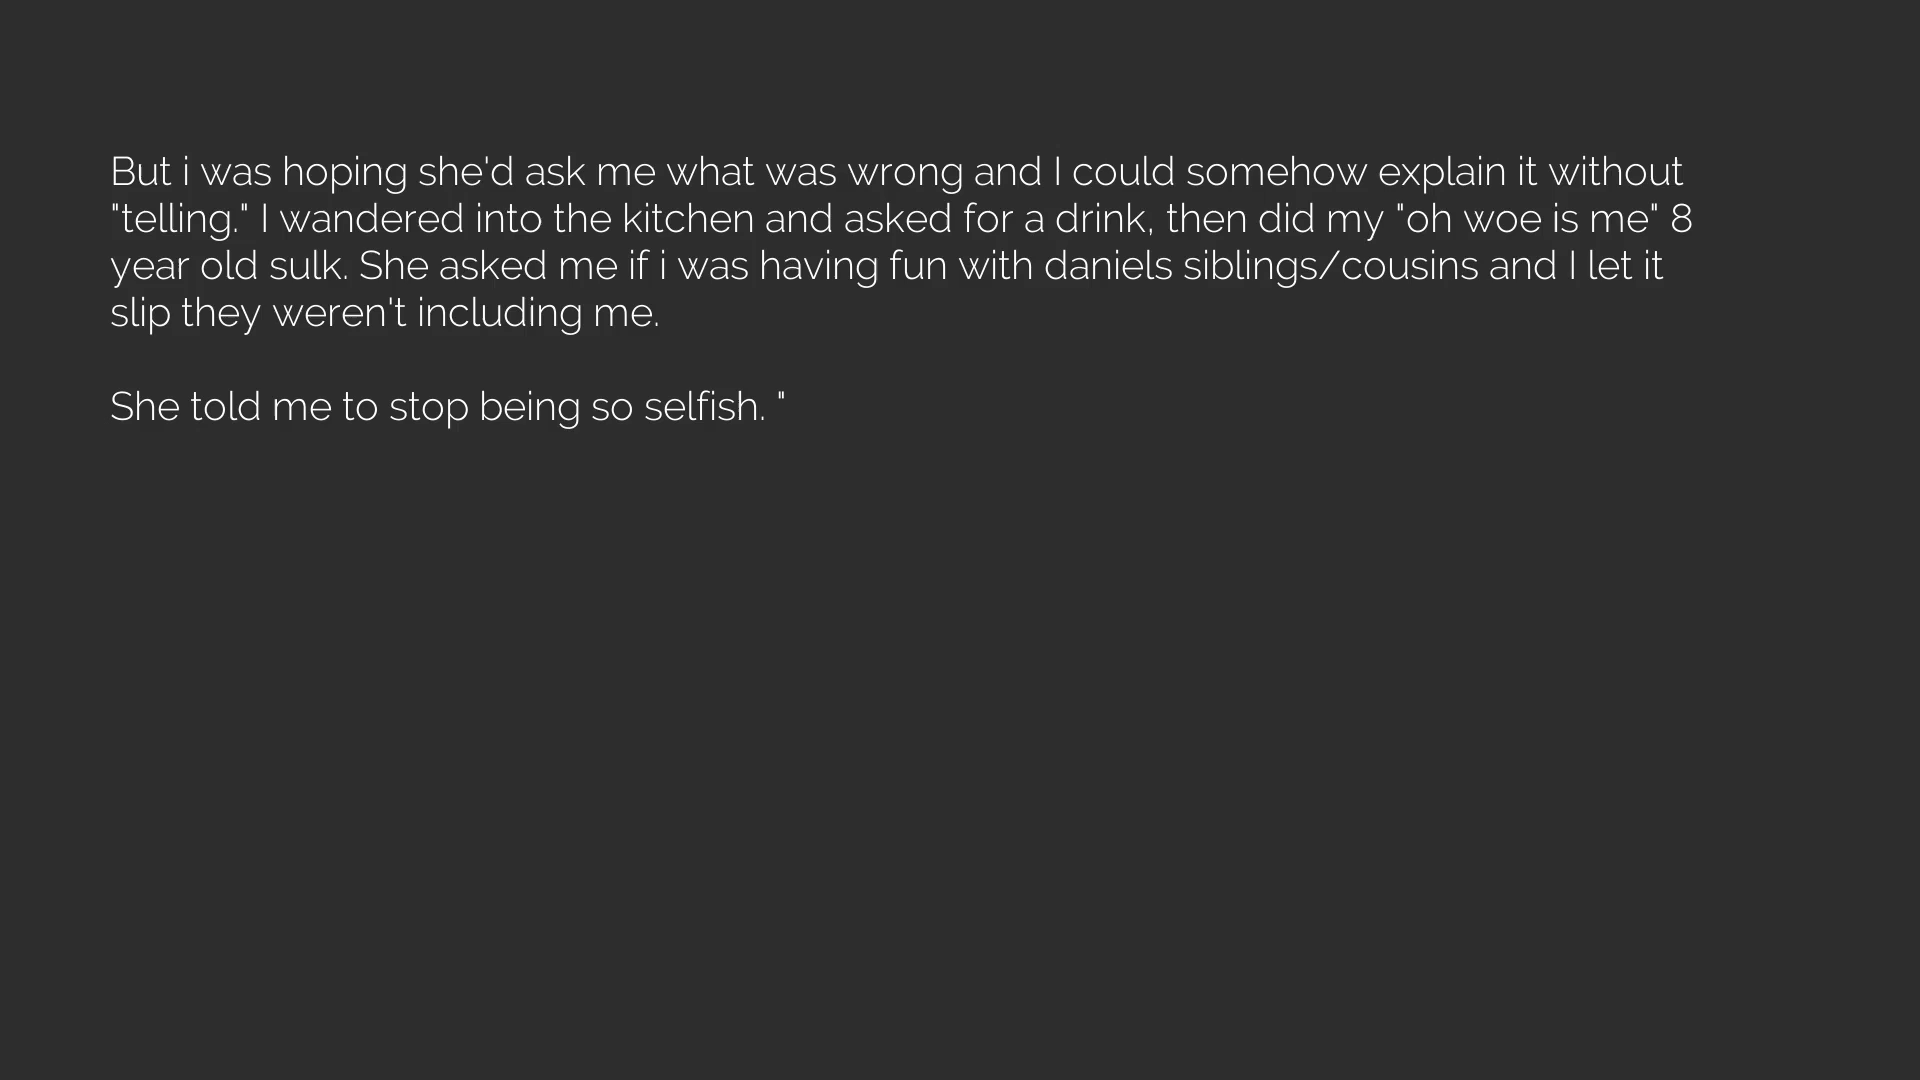 But i was hoping she'd ask me what was wrong and I could somehow explain it without
"telling." I wandered into the kitchen and asked for a drink, then did my "oh woe is me" 8
year old sulk. She asked me if i was having fun with daniels siblings/cousins and I let it
slip they weren't including me.
She told me to stop being so selfish. "